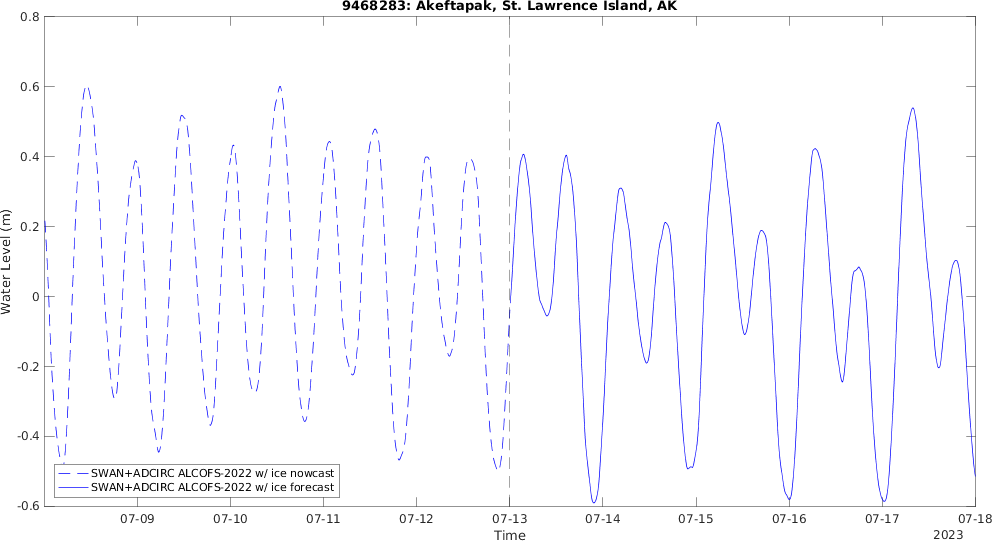 9468283: Akeftapak, St. Lawrence Island, AK
0.8
0.6
0.4
0.2
0
-0.2
-0.4
-0.6
Water Level (m)
SWAN+ADCIRC ALCOFS-2022 w/ ice nowcast
SWAN+ADCIRC ALCOFS-2022 w/ ice forecast
07-09 07-10 07-11 07-12 07-13 07-14 07-15 07-16 07-17 07-18
Time
2023